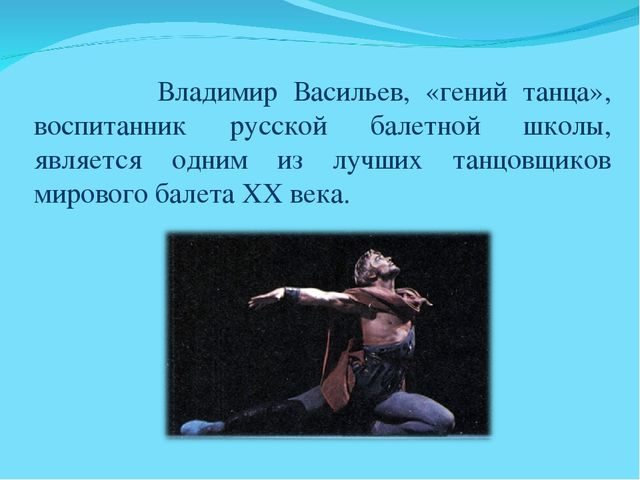 Владимир Васильев, «гений танца»,
воспитанник русской балетной школы,
является одним из лучших танцовщиков
мирового балета XX века.